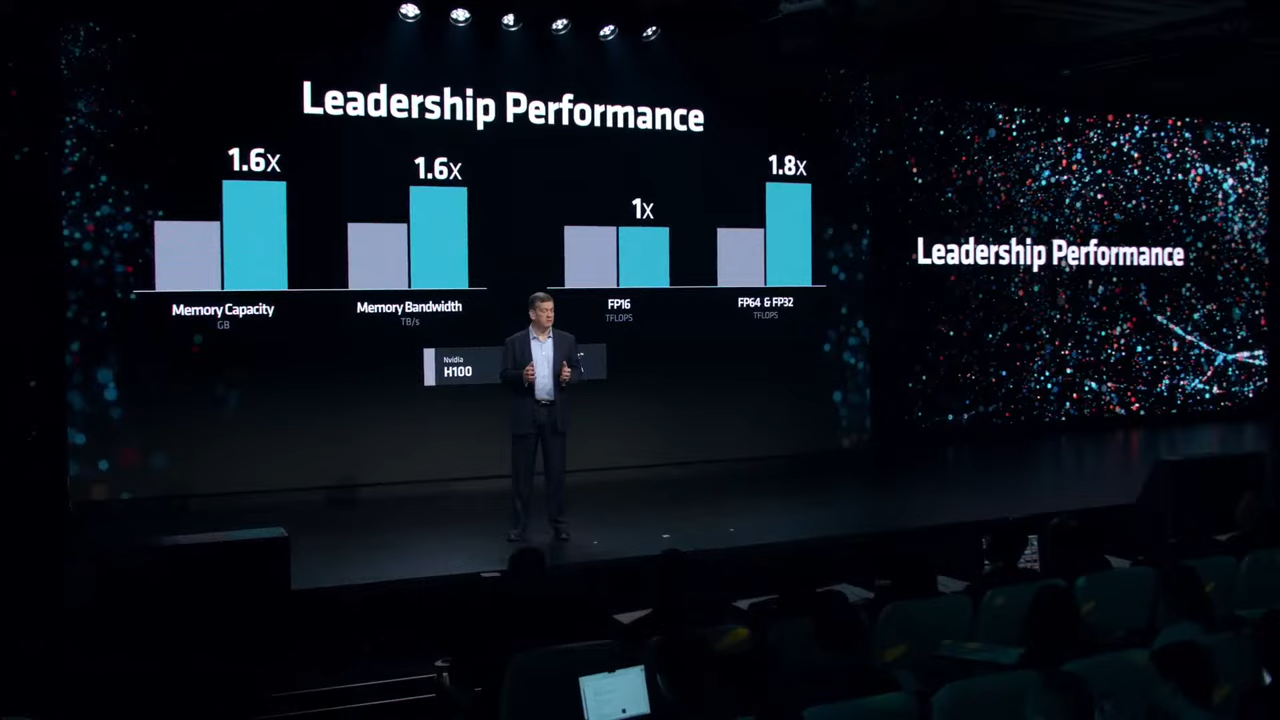 Leadership Performance
1.6x
1.6x
1x
1.8x
Memory Capacity
GB
Memory Bandwidth
TB/s
FP16
TFLOPS
FP64 & FP32
TFLOPS
Nvidia
H100
Leadership Performance